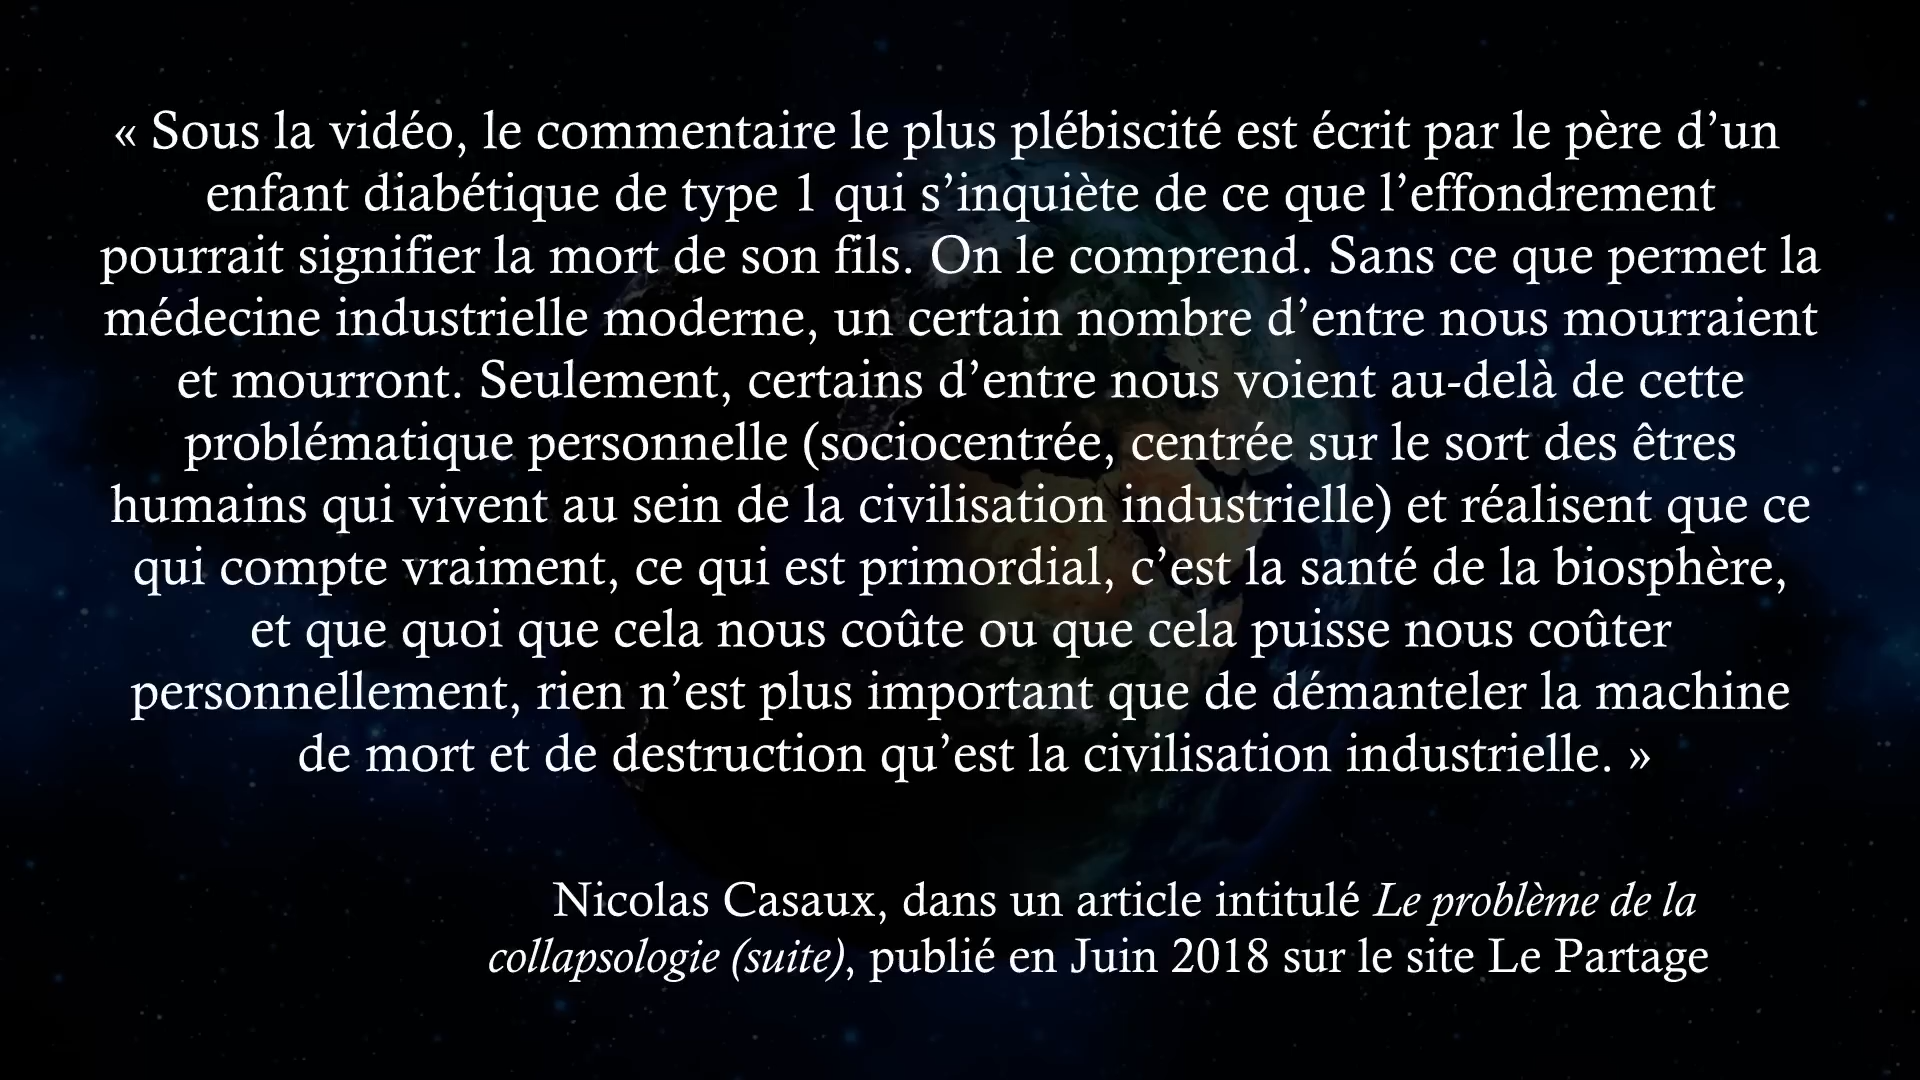 « Sous la vidéo, le commentaire le plus plébiscité est écrit par le père d’un
enfant diabétique de type 1 qui s’inquiète de ce que l’effondrement
pourrait signifier la mort de son fils. On le comprend. Sans ce que permet la
médecine industrielle moderne, un certain nombre d’entre nous mourraient
et mourront. Seulement, certains d’entre nous voient au-delà de cette
problématique personnelle (sociocentrée, centrée sur le sort des êtres
humains qui vivent au sein de la civilisation industrielle) et réalisent que ce
qui compte vraiment, ce qui est primordial, c’est la santé de la biosphère,
et que quoi que cela nous coûte ou que cela puisse nous coûter
personnellement, rien n’est plus important que de démanteler la machine
de mort et de destruction qu’est la civilisation industrielle. »
Nicolas Casaux, dans un article intitulé Le problème de la
collapsologie (suite), publié en Juin 2018 sur le site Le Partage